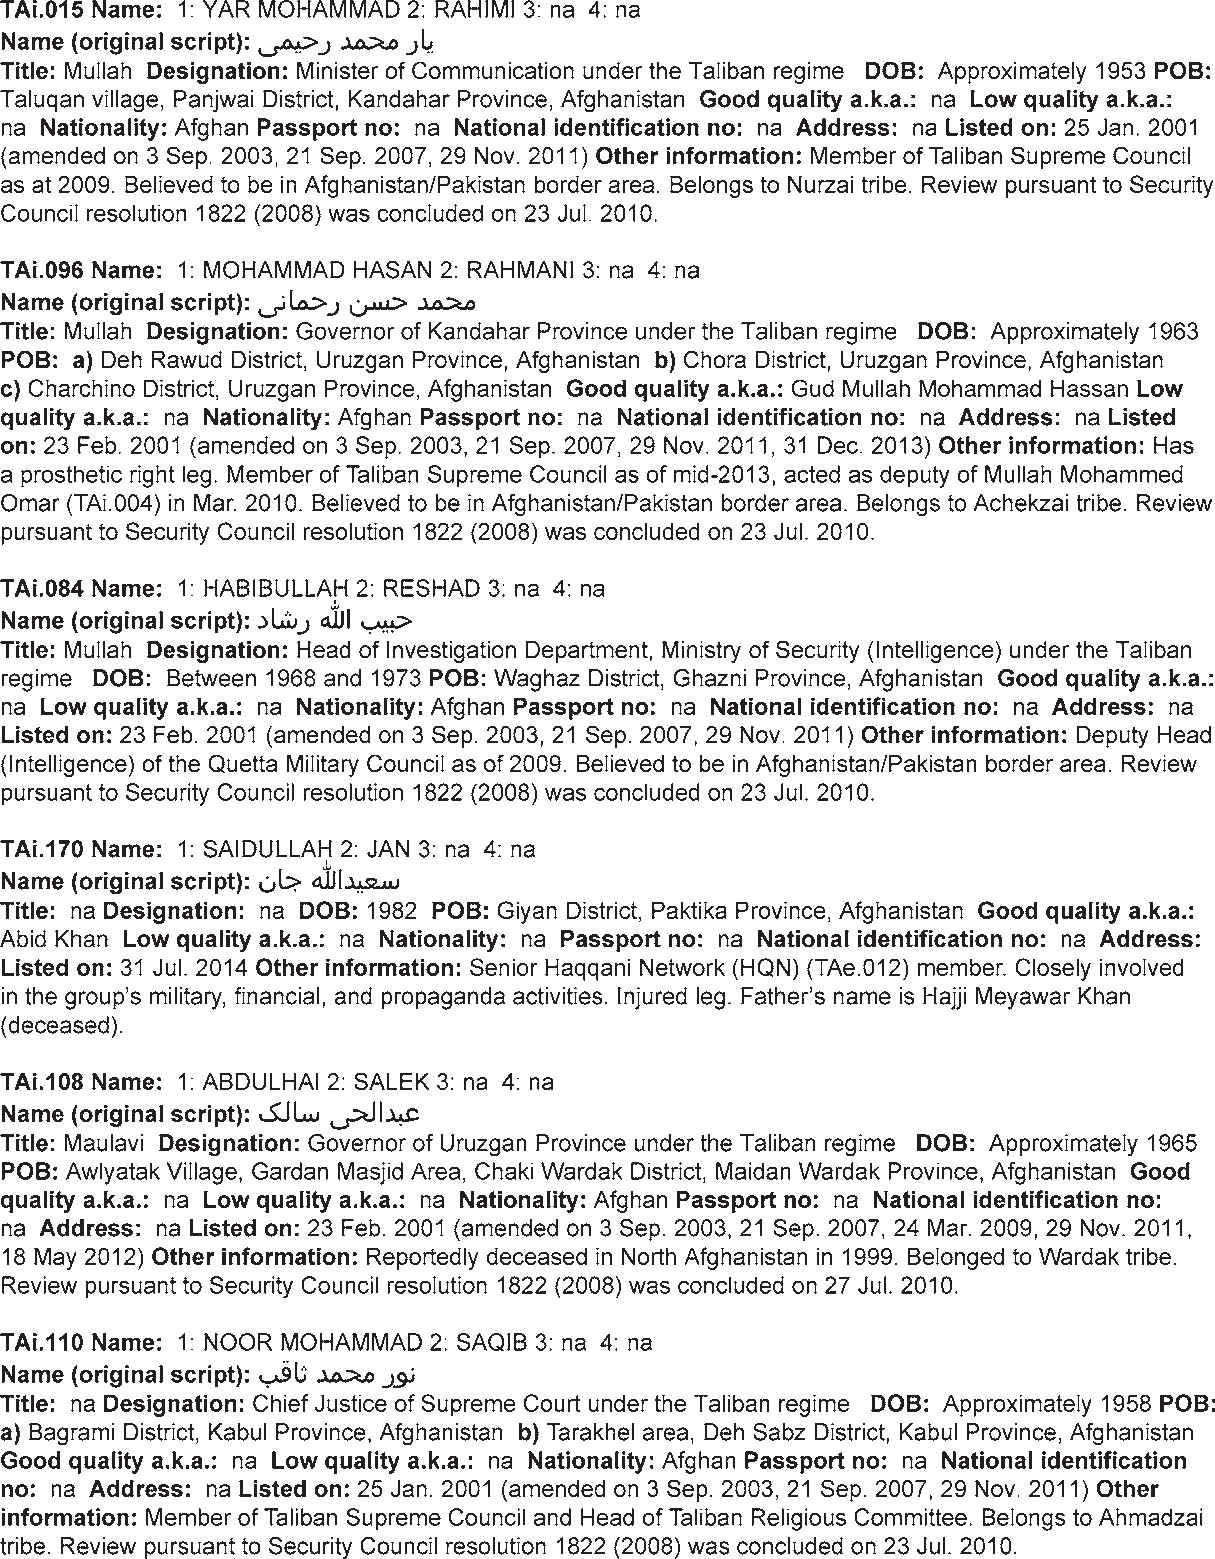 TAi.015 Name: 1: YAR MOHAMMAD 2: RAHIMI 3: na 4: na
Name (original script): یار محمد رحیمی
Title: Mullah Designation: Minister of Communication under the Taliban regime DOB: Approximately 1953 POB:
Taluqan village, Panjwai District, Kandahar Province, Afghanistan Good quality a.k.a.: na Low quality a.k.a.:
na Nationality: Afghan Passport no: na National identification no: na Address: na Listed on: 25 Jan. 2001
(amended on 3 Sep. 2003, 21 Sep. 2007, 29 Nov. 2011) Other information: Member of Taliban Supreme Council
as at 2009. Believed to be in Afghanistan/Pakistan border area. Belongs to Nurzai tribe. Review pursuant to Security
Council resolution 1822 (2008) was concluded on 23 Jul. 2010.
TAi.096 Name: 1: MOHAMMAD HASAN 2: RAHMANI 3: na 4: na
Name (original script): محمد حسن رحمانی
Title: Mullah Designation: Governor of Kandahar Province under the Taliban regime DOB: Approximately 1963
POB: a) Deh Rawud District, Uruzgan Province, Afghanistan b) Chora District, Uruzgan Province, Afghanistan
c) Charchino District, Uruzgan Province, Afghanistan Good quality a.k.a.: Gud Mullah Mohammad Hassan Low
quality a.k.a.: na Nationality: Afghan Passport no: na National identification no: na Address: na Listed
on: 23 Feb. 2001 (amended on 3 Sep. 2003, 21 Sep. 2007, 29 Nov. 2011, 31 Dec. 2013) Other information: Has
a prosthetic right leg. Member of Taliban Supreme Council as of mid-2013, acted as deputy of Mullah Mohammed
Omar (TAi.004) in Mar. 2010. Believed to be in Afghanistan/Pakistan border area. Belongs to Achekzai tribe. Review
pursuant to Security Council resolution 1822 (2008) was concluded on 23 Jul. 2010.
TAi.084 Name: 1: HABIBULLAH 2: RESHAD 3: na 4: na
Name (original script): حبیب الله رشاد
Title: Mullah Designation: Head of Investigation Department, Ministry of Security (Intelligence) under the Taliban
regime DOB: Between 1968 and 1973 POB: Waghaz District, Ghazni Province, Afghanistan Good quality a.k.a.:
na Low quality a.k.a.: na Nationality: Afghan Passport no: na National identification no: na Address: na
Listed on: 23 Feb. 2001 (amended on 3 Sep. 2003, 21 Sep. 2007, 29 Nov. 2011) Other information: Deputy Head
(Intelligence) of the Quetta Military Council as of 2009. Believed to be in Afghanistan/Pakistan border area. Review
pursuant to Security Council resolution 1822 (2008) was concluded on 23 Jul. 2010.
TAi.170 Name: 1: SAIDULLAH 2: JAN 3: na 4: na
Name (original script): سعیدالله جان
Title: na Designation: na DOB: 1982 POB: Giyan District, Paktika Province, Afghanistan Good quality a.k.a.:
Abid Khan Low quality a.k.a.: na Nationality: na Passport no: na National identification no: na Address:
Listed on: 31 Jul. 2014 Other information: Senior Haqqani Network (HQN) (TAe.012) member. Closely involved
in the group's military, financial, and propaganda activities. Injured leg. Father's name is Hajji Meyawar Khan
(deceased).
TAi.108 Name: 1: ABDULHAI 2: SALEK 3: na 4: na
Name (original script): عبدالحی سالک
Title: Maulavi Designation: Governor of Uruzgan Province under the Taliban regime DOB: Approximately 1965
POB: Awlyatak Village, Gardan Masjid Area, Chaki Wardak District, Maidan Wardak Province, Afghanistan Good
quality a.k.a.: na Low quality a.k.a.: na Nationality: Afghan Passport no: na National identification no:
na Address: na Listed on: 23 Feb. 2001 (amended on 3 Sep. 2003, 21 Sep. 2007, 24 Mar. 2009, 29 Nov. 2011,
18 May 2012) Other information: Reportedly deceased in North Afghanistan in 1999. Belonged to Wardak tribe.
Review pursuant to Security Council resolution 1822 (2008) was concluded on 27 Jul. 2010.
TAi.110 Name: 1: NOOR MOHAMMAD 2: SAQIB 3: na 4: na
Name (original script): نور محمد ثاقب
Title: na Designation: Chief Justice of Supreme Court under the Taliban regime DOB: Approximately 1958 POB:
a) Bagrami District, Kabul Province, Afghanistan b) Tarakhel area, Deh Sabz District, Kabul Province, Afghanistan
Good quality a.k.a.: na Low quality a.k.a.: na Nationality: Afghan Passport no: na National identification
no: na Address: na Listed on: 25 Jan. 2001 (amended on 3 Sep. 2003, 21 Sep. 2007, 29 Nov. 2011) Other
information: Member of Taliban Supreme Council and Head of Taliban Religious Committee. Belongs to Ahmadzai
tribe. Review pursuant to Security Council resolution 1822 (2008) was concluded on 23 Jul. 2010.